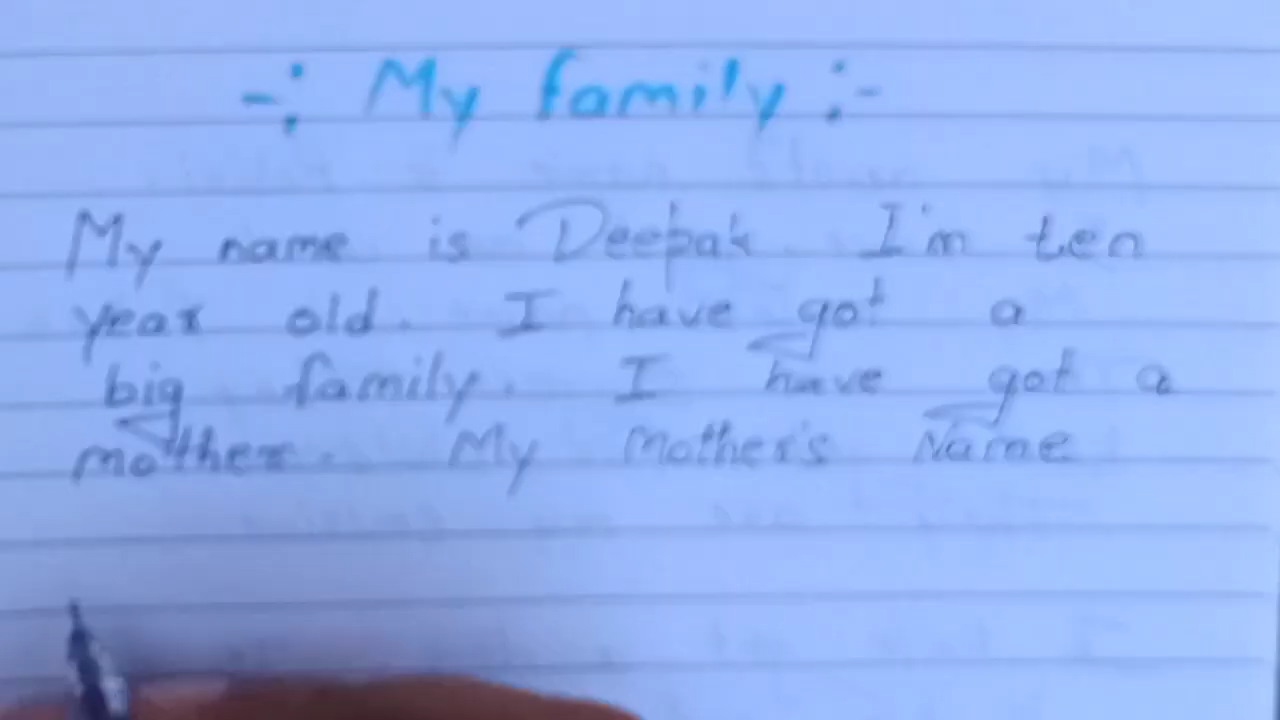 -: My family :-
My name is Deepak. I'm ten
year old. I have got a
big family. I have got a
mother. My Mother's Name